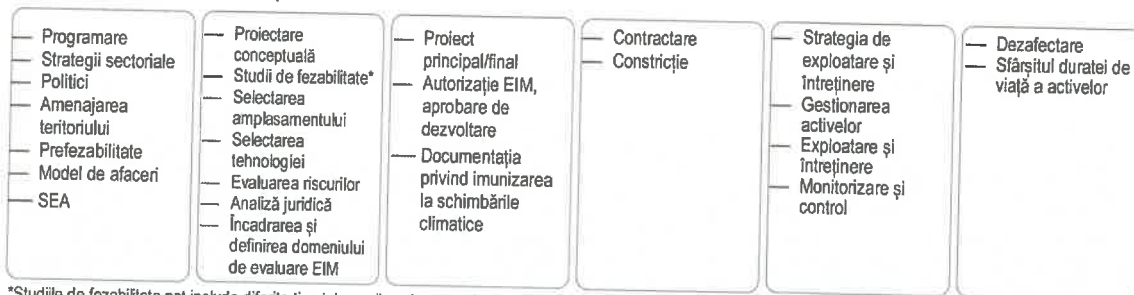 — Programare
— Strategii sectoriale
— Politici
— Amenajarea
teritoriului
— Prefezabilitate
— Model de afaceri
— SEA
— Proiectare
conceptuală
— Studii de fezabilitate*
— Selectarea
amplasamentului
— Selectarea
tehnologiei
— Evaluarea riscurilor
— Analiză juridică
— Încadrarea și
definirea domeniului
de evaluare EIM
— Proiect
principal/final
— Autorizație EIM,
aprobare de
dezvoltare
— Documentația
privind imunizarea
la schimbările
climatice
— Contractare
— Constricție
— Strategia de
exploatare și
întreținere
— Gestionarea
activelor
— Exploatare și
întreținere
— Monitorizare și
control
— Dezafectare
— Sfârșitul duratei de
viață a activelor
*Studiile de fezabilitate pot include diferite